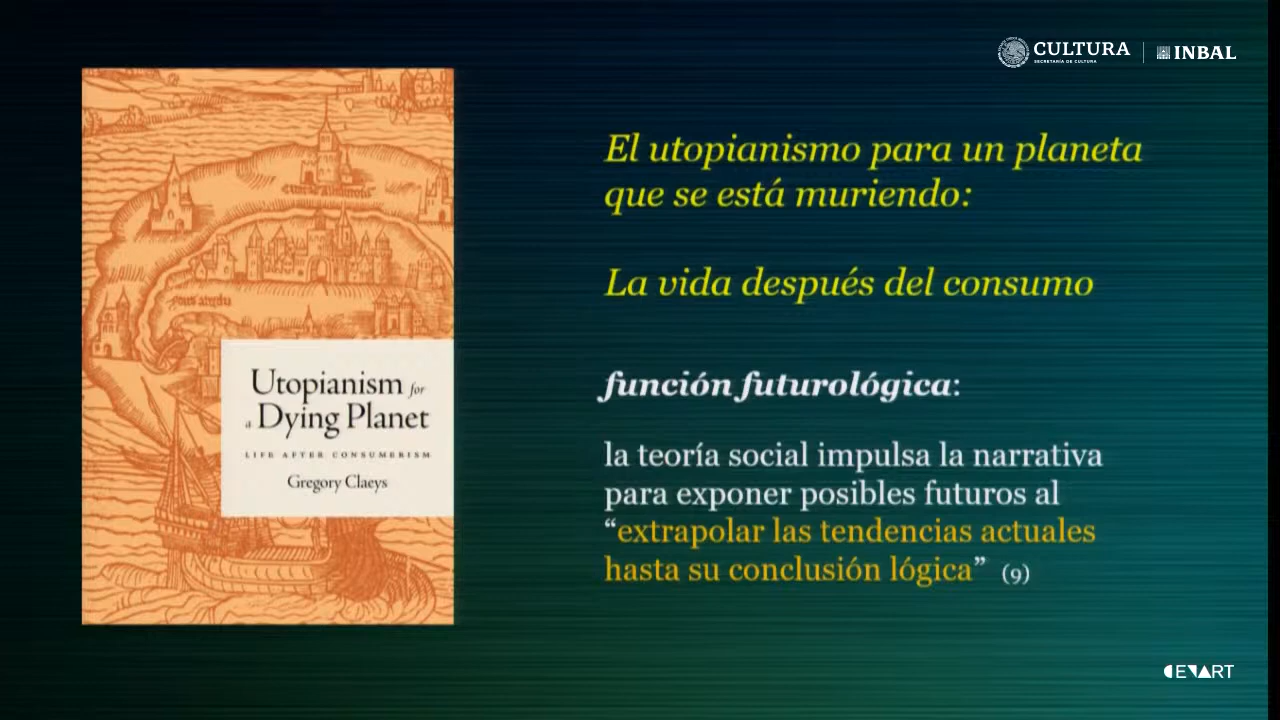 CULTURA
SECRETARÍA DE CULTURA
INBAL
El utopianismo para un planeta
que se está muriendo:
La vida después del consumo
función futurológica:
la teoría social impulsa la narrativa
para exponer posibles futuros al
“extrapolar las tendencias actuales
hasta su conclusión lógica” (9)
Utopianism for
a Dying Planet
LIFE AFTER CONSUMERISM
Gregory Claeys
CENART